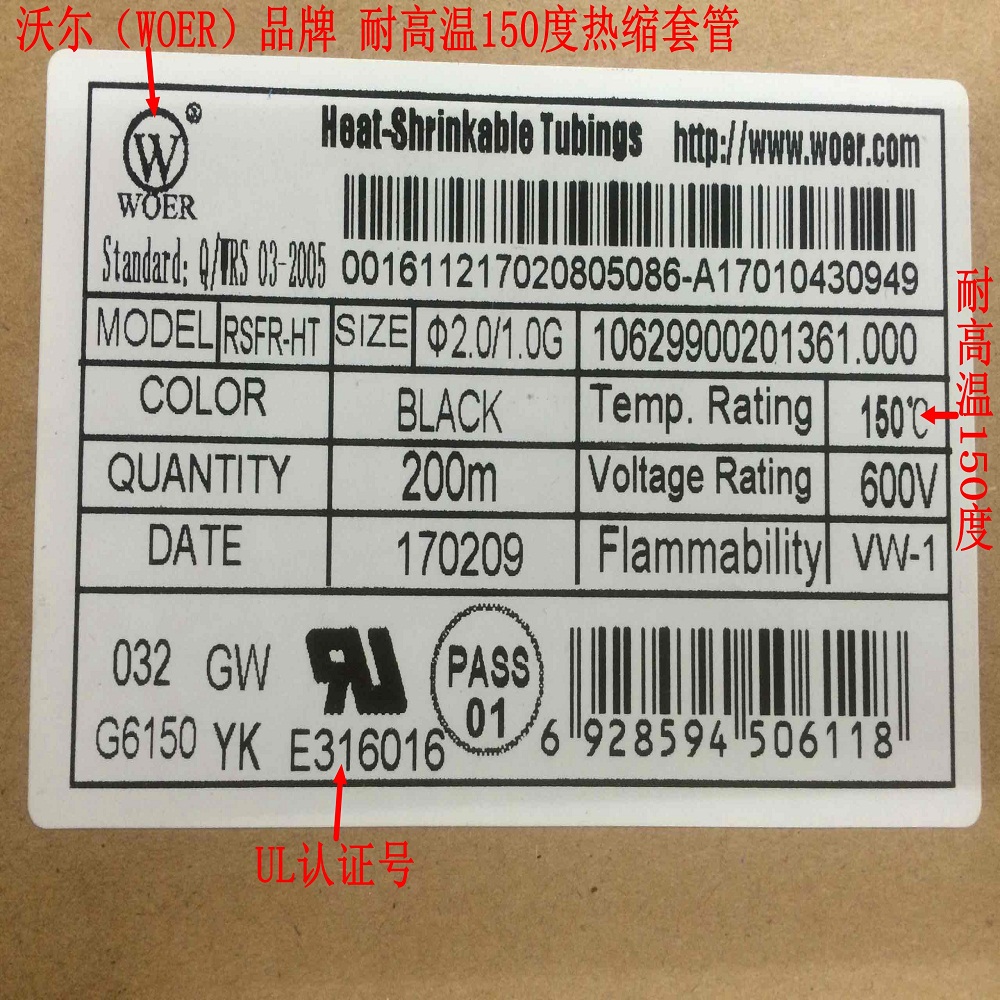 沃尔（WOER）品牌 耐高温150度热缩套管
W®
WOER
Heat-Shrinkable Tubings http://www.woer.com
Standard: Q/WRS 03-2005
001611217020805086-A17010430949
MODEL RSFR-HT SIZE Φ2.0/1.0G 10629900201361.000
COLOR BLACK Temp. Rating 150℃
QUANTITY 200m Voltage Rating 600V
DATE 170209 Flammability VW-1
耐高温150度
032 GW
G6150 YK
RU
E316016
PASS
01
6 928594 506118
UL认证号